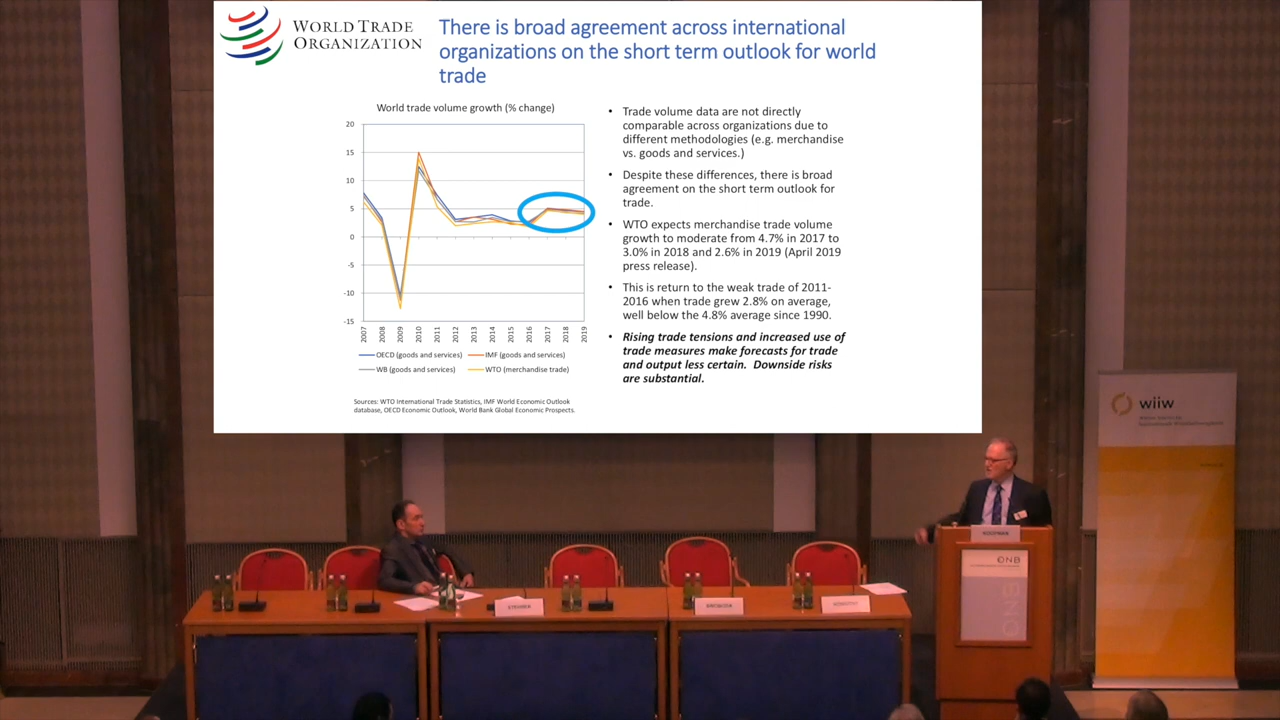 WORLD TRADE
ORGANIZATION
There is broad agreement across international
organizations on the short term outlook for world
trade
World trade volume growth (% change)
20
15
10
5
0
-5
-10
-15
2007
2008
2009
2010
2011
2012
2013
2014
2015
2016
2017
2018
2019
OECD (goods and services)
IMF (goods and services)
WB (goods and services)
WTO (merchandise trade)
Sources: WTO International Trade Statistics, IMF World Economic Outlook
database, OECD Economic Outlook, World Bank Global Economic Prospects.
• Trade volume data are not directly
comparable across organizations due to
different methodologies (e.g. merchandise
vs. goods and services.)
• Despite these differences, there is broad
agreement on the short term outlook for
trade.
• WTO expects merchandise trade volume
growth to moderate from 4.7% in 2017 to
3.0% in 2018 and 2.6% in 2019 (April 2019
press release).
• This is return to the weak trade of 2011-
2016 when trade grew 2.8% on average,
well below the 4.8% average since 1990.
• Rising trade tensions and increased use of
trade measures make forecasts for trade
and output less certain. Downside risks
are substantial.
wiiw
STEHRER
KOOPMAN